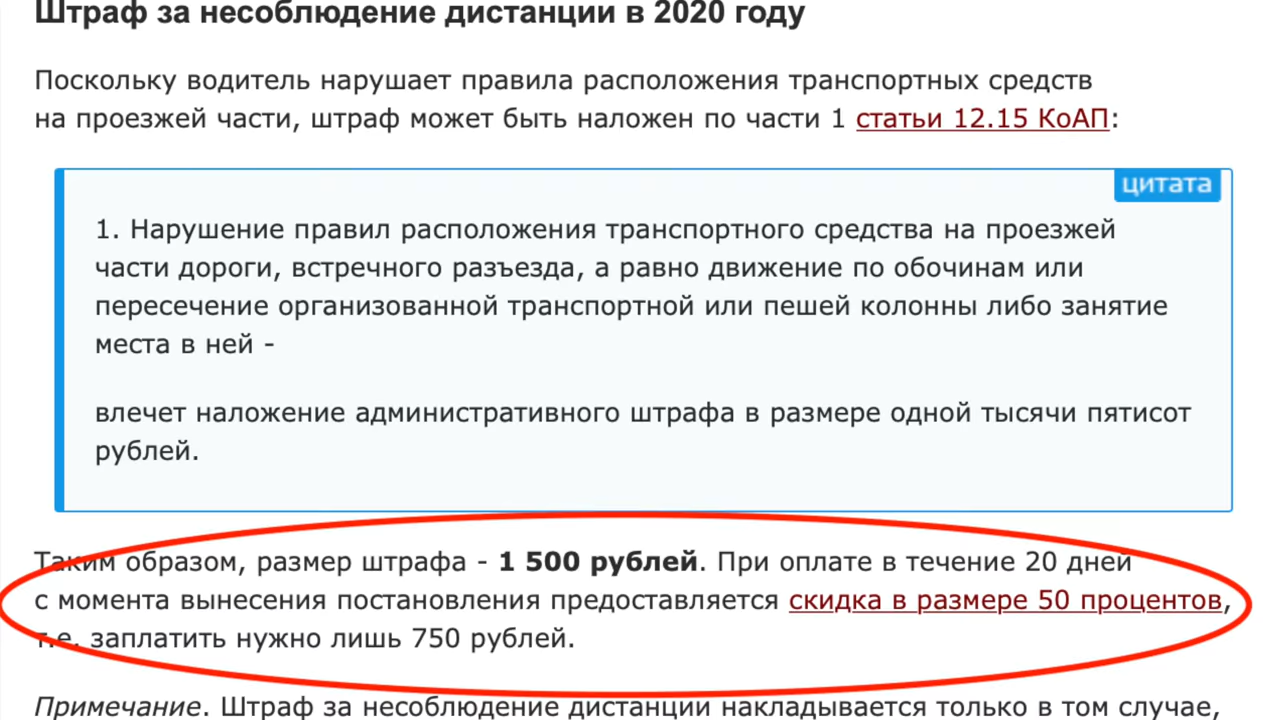 Штраф за несоблюдение дистанции в 2020 году
Поскольку водитель нарушает правила расположения транспортных средств
на проезжей части, штраф может быть наложен по части 1 статьи 12.15 КоАП:
цитата
1. Нарушение правил расположения транспортного средства на проезжей
части дороги, встречного разъезда, а равно движение по обочинам или
пересечение организованной транспортной или пешей колонны либо занятие
места в ней -
влечет наложение административного штрафа в размере одной тысячи пятисот
рублей.
Таким образом, размер штрафа - 1 500 рублей. При оплате в течение 20 дней
с момента вынесения постановления предоставляется скидка в размере 50 процентов,
т.е. заплатить нужно лишь 750 рублей.
Примечание. Штраф за несоблюдение дистанции накладывается только в том случае,